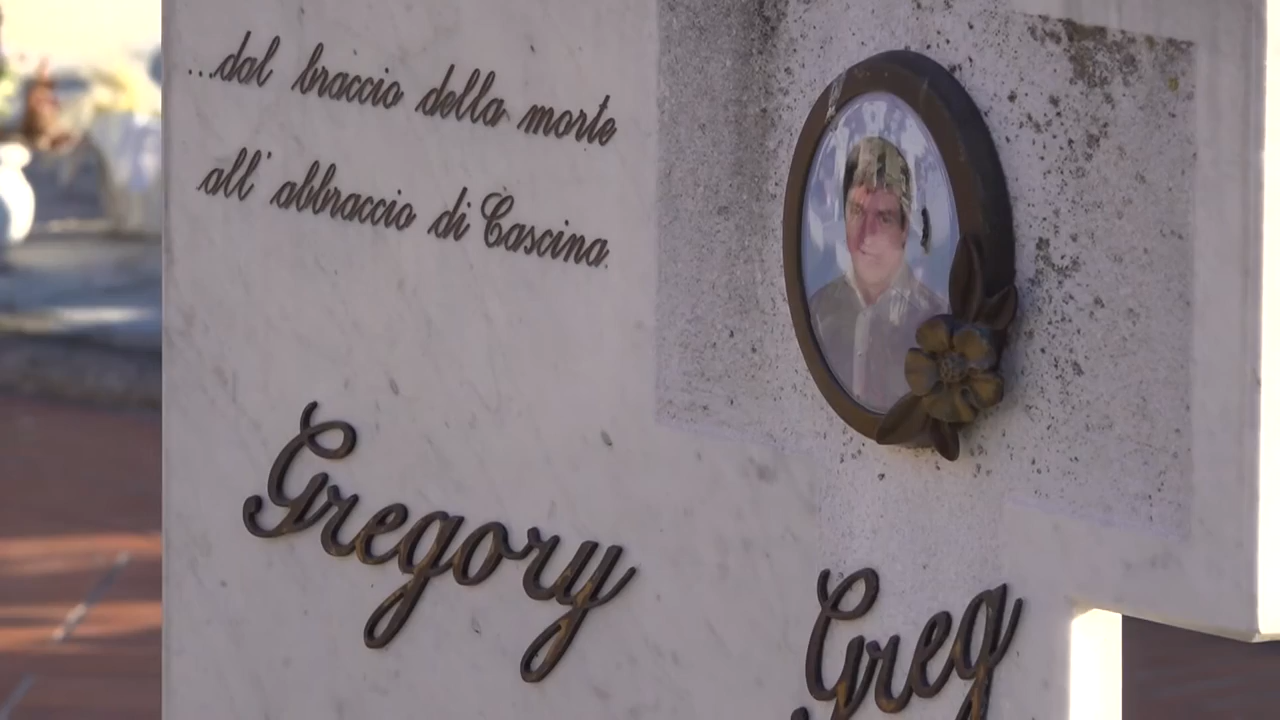 ...dal braccio della morte
all' abbraccio di Cascina.
Gregory
Greg